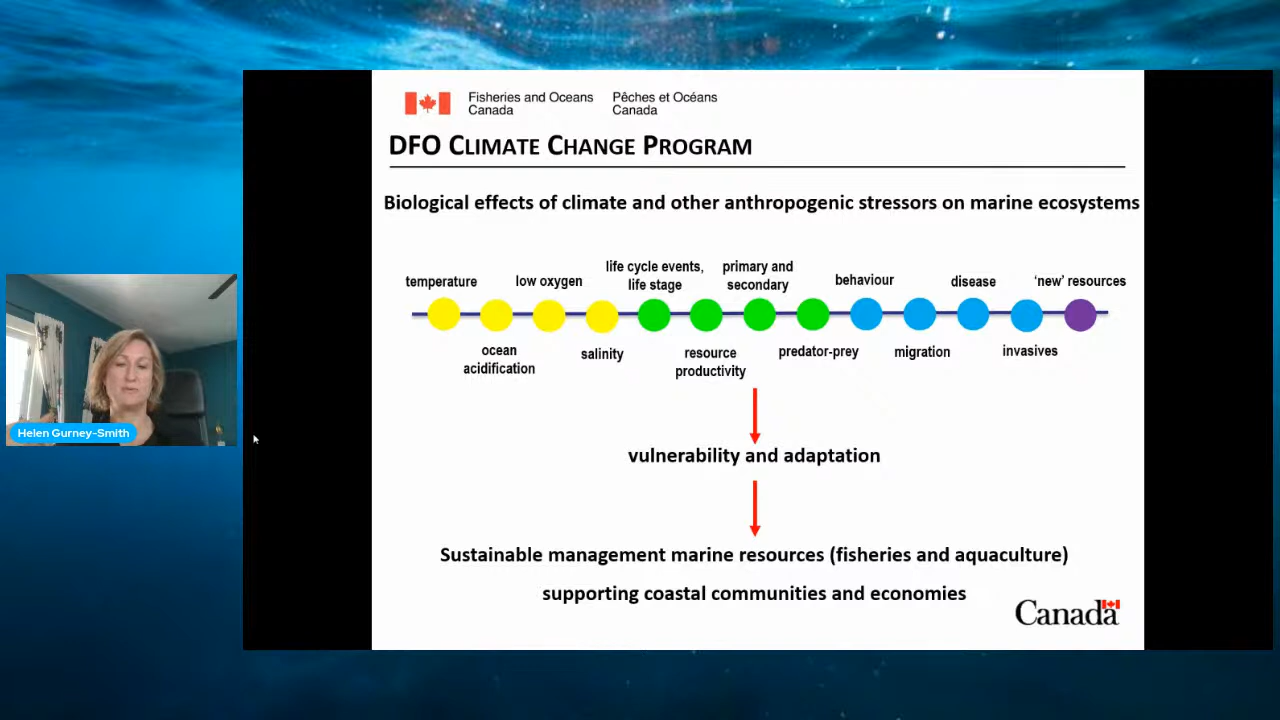 Fisheries and Oceans
Canada
Pêches et Océans
Canada
DFO CLIMATE CHANGE PROGRAM
Biological effects of climate and other anthropogenic stressors on marine ecosystems
temperature
low oxygen
life cycle events,
life stage
primary and
secondary
behaviour
disease
‘new’ resources
ocean
acidification
salinity
resource
productivity
predator-prey
migration
invasives
vulnerability and adaptation
Sustainable management marine resources (fisheries and aquaculture)
supporting coastal communities and economies
Canada
Helen Gurney-Smith